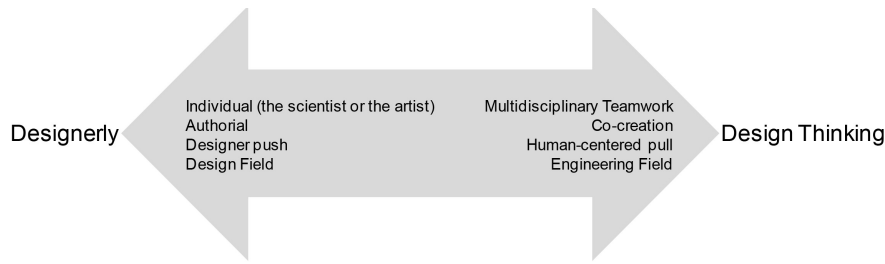 Designerly
Individual (the scientist or the artist)
Authorial
Designer push
Design Field
Multidisciplinary Teamwork
Co-creation
Human-centered pull
Engineering Field
Design Thinking